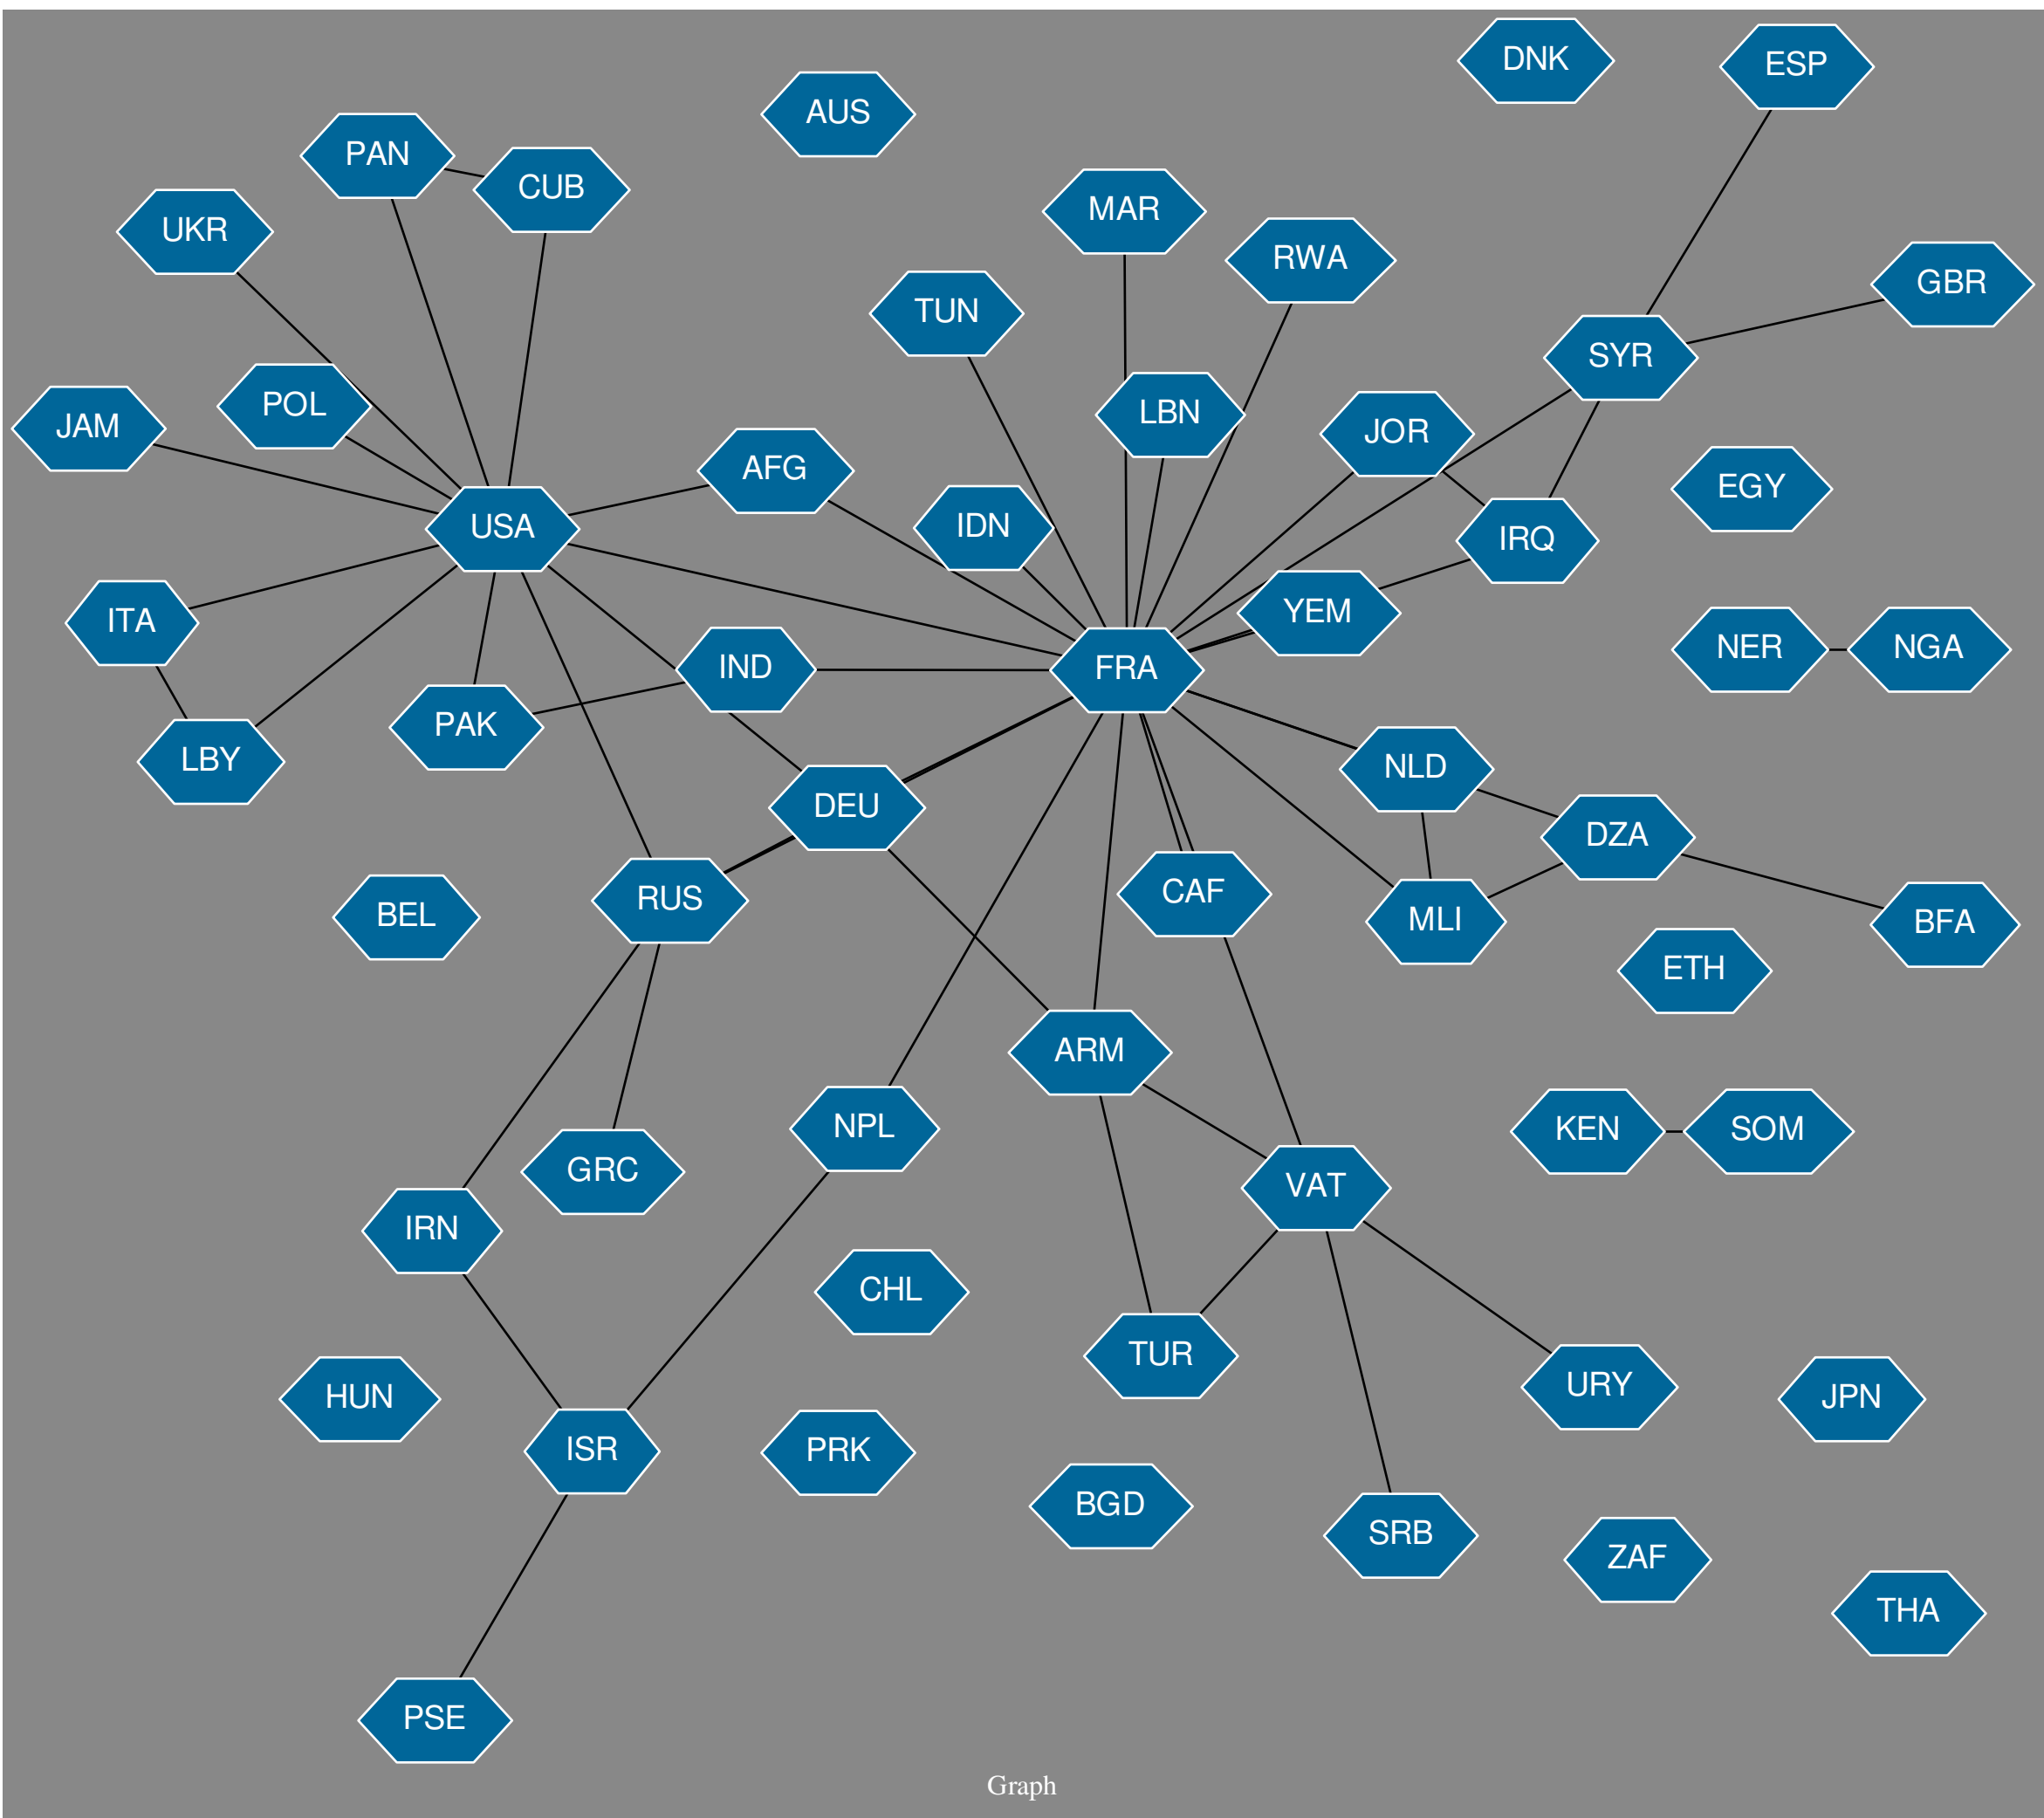 DNK
ESP
AUS
PAN
CUB
MAR
UKR
RWA
GBR
TUN
SYR
POL
LBN
JAM
JOR
AFG
EGY
USA
IDN
IRQ
ITA
YEM
IND
FRA
NER
NGA
PAK
LBY
NLD
DEU
DZA
RUS
CAF
BEL
MLI
BFA
ETH
ARM
NPL
KEN
SOM
GRC
VAT
IRN
CHL
TUR
URY
HUN
JPN
ISR
PRK
BGD
SRB
ZAF
THA
PSE
Graph